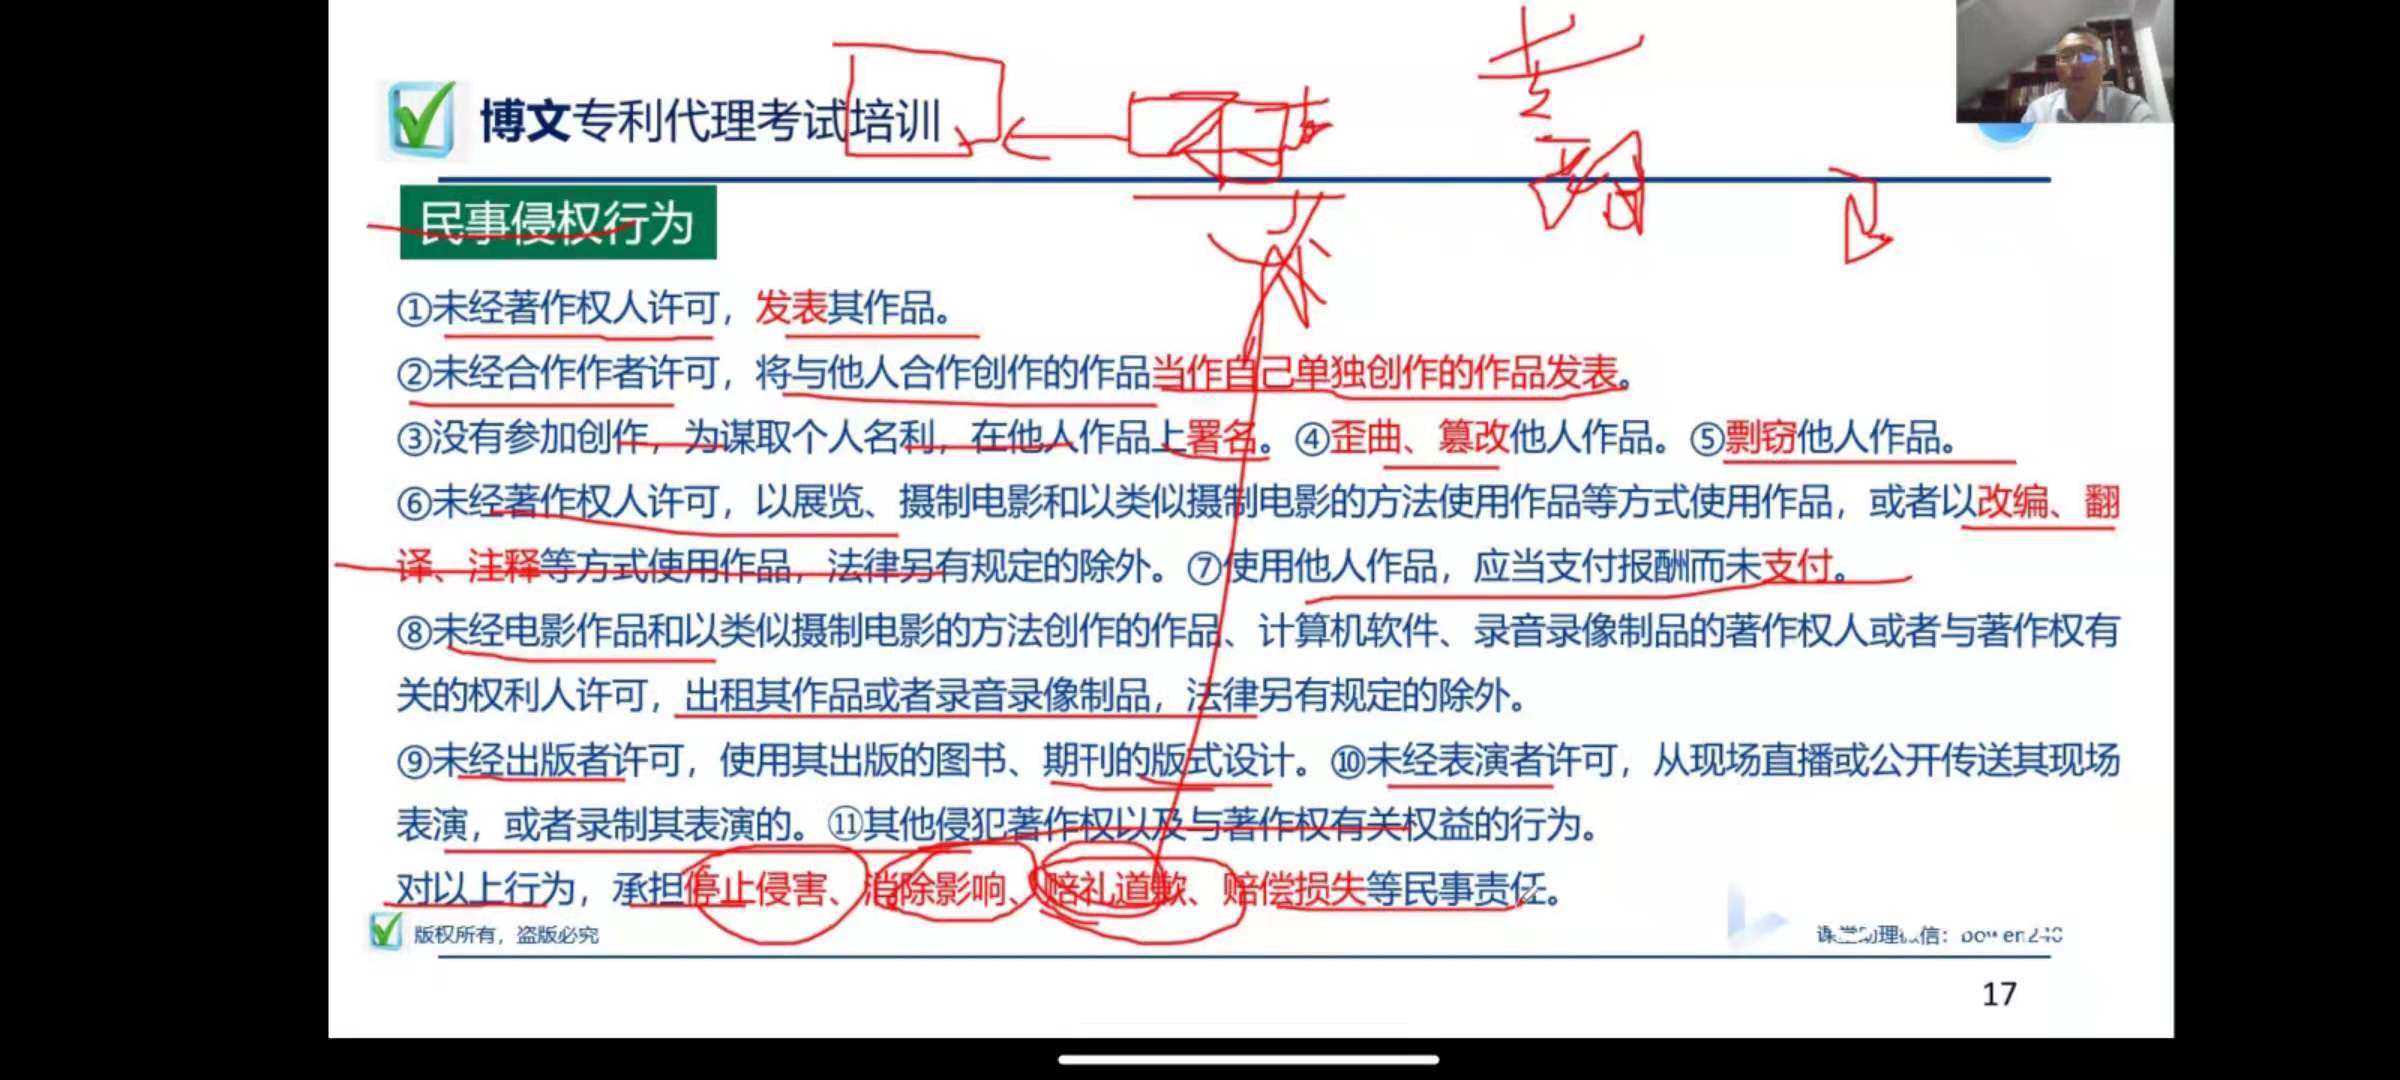 博文专利代理考试培训
民事侵权行为
①未经著作权人许可，发表其作品。
②未经合作作者许可，将与他人合作创作的作品当作自己单独创作的作品发表。
③没有参加创作，为谋取个人名利，在他人作品上署名。④歪曲、篡改他人作品。⑤剽窃他人作品。
⑥未经著作权人许可，以展览、摄制电影和以类似摄制电影的方法使用作品等方式使用作品，或者以改编、翻
译、注释等方式使用作品，法律另有规定的除外。⑦使用他人作品，应当支付报酬而未支付。
⑧未经电影作品和以类似摄制电影的方法创作的作品、计算机软件、录音录像制品的著作权人或者与著作权有
关的权利人许可，出租其作品或者录音录像制品，法律另有规定的除外。
⑨未经出版者许可，使用其出版的图书、期刊的版式设计。⑩未经表演者许可，从现场直播或公开传送其现场
表演，或者录制其表演的。⑪其他侵犯著作权以及与著作权有关权益的行为。
对以上行为，承担停止侵害、消除影响、赔礼道歉、赔偿损失等民事责任。
版权所有，盗版必究
17